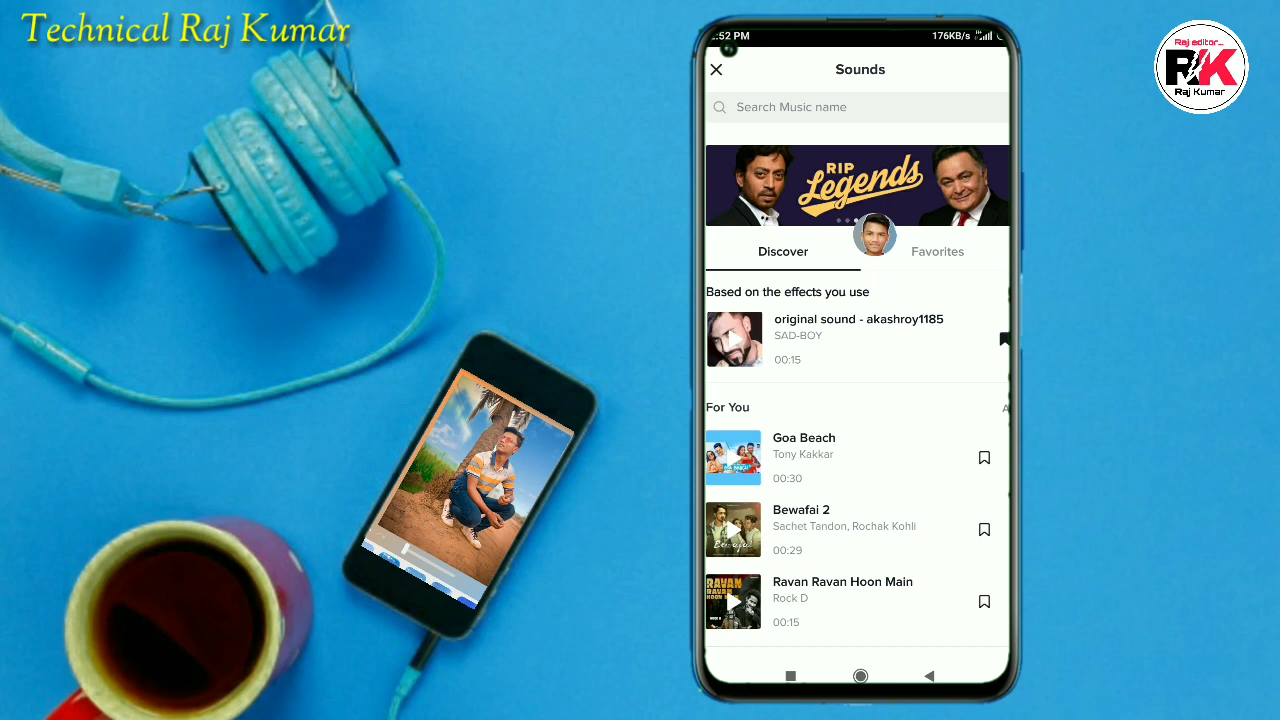 Technical Raj Kumar
Raj editor...
RK
Raj Kumar
:52 PM
176KB/s
Sounds
Search Music name
RIP
Legends
Discover
Favorites
Based on the effects you use
original sound - akashroy1185
SAD-BOY
00:15
For You
A
Goa Beach
Tony Kakkar
00:30
Bewafai 2
Sachet Tandon, Rochak Kohli
00:29
Ravan Ravan Hoon Main
Rock D
00:15